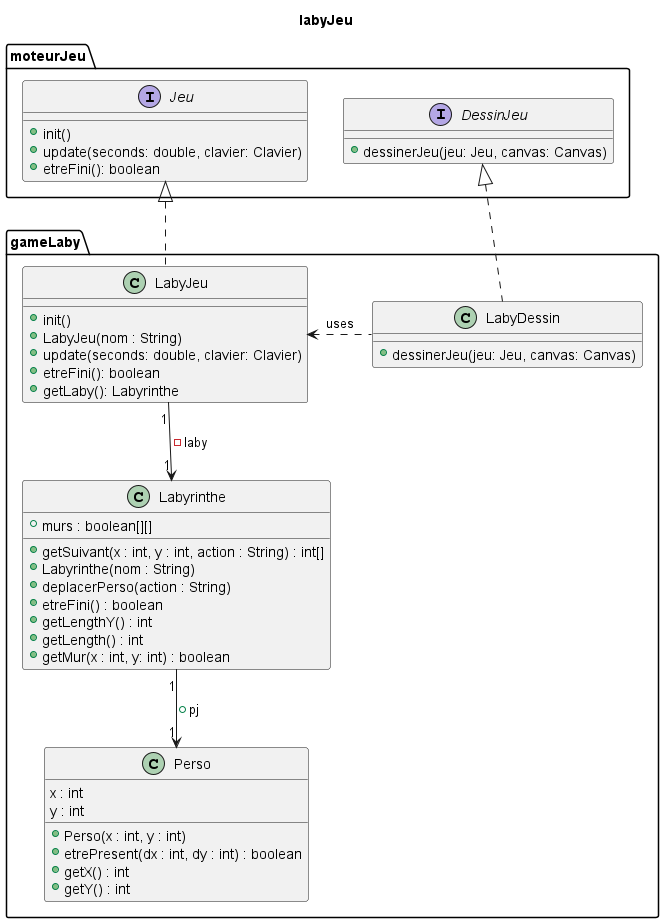 labyJeu
moteurJeu
I Jeu
init()
update(seconds: double, clavier: Clavier)
etreFini(): boolean
I DessinJeu
dessinerJeu(jeu: Jeu, canvas: Canvas)
gameLaby
C LabyJeu
init()
LabyJeu(nom : String)
update(seconds: double, clavier: Clavier)
etreFini(): boolean
getLaby(): Labyrinthe
uses
C LabyDessin
dessinerJeu(jeu: Jeu, canvas: Canvas)
1
laby
1
C Labyrinthe
murs : boolean[][]
getSuivant(x : int, y : int, action : String) : int[]
Labyrinthe(nom : String)
deplacerPerso(action : String)
etreFini() : boolean
getLengthY() : int
getLength() : int
getMur(x : int, y: int) : boolean
1
pj
1
C Perso
x : int
y : int
Perso(x : int, y : int)
etrePresent(dx : int, dy : int) : boolean
getX() : int
getY() : int